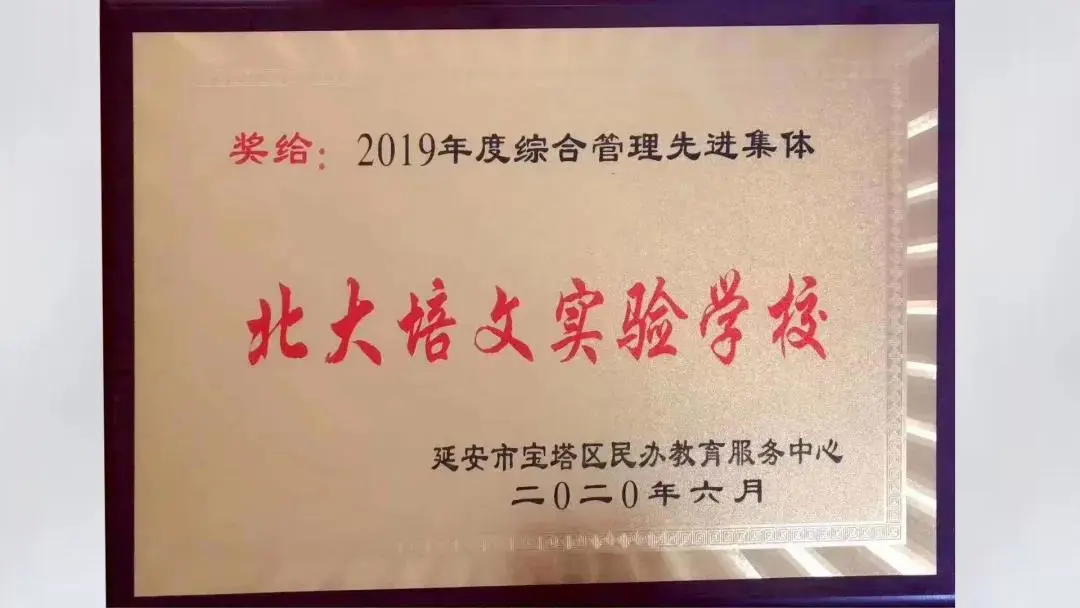 奖给：2019年度综合管理先进集体
北大培文实验学校
延安市宝塔区民办教育服务中心
二0二0年六月